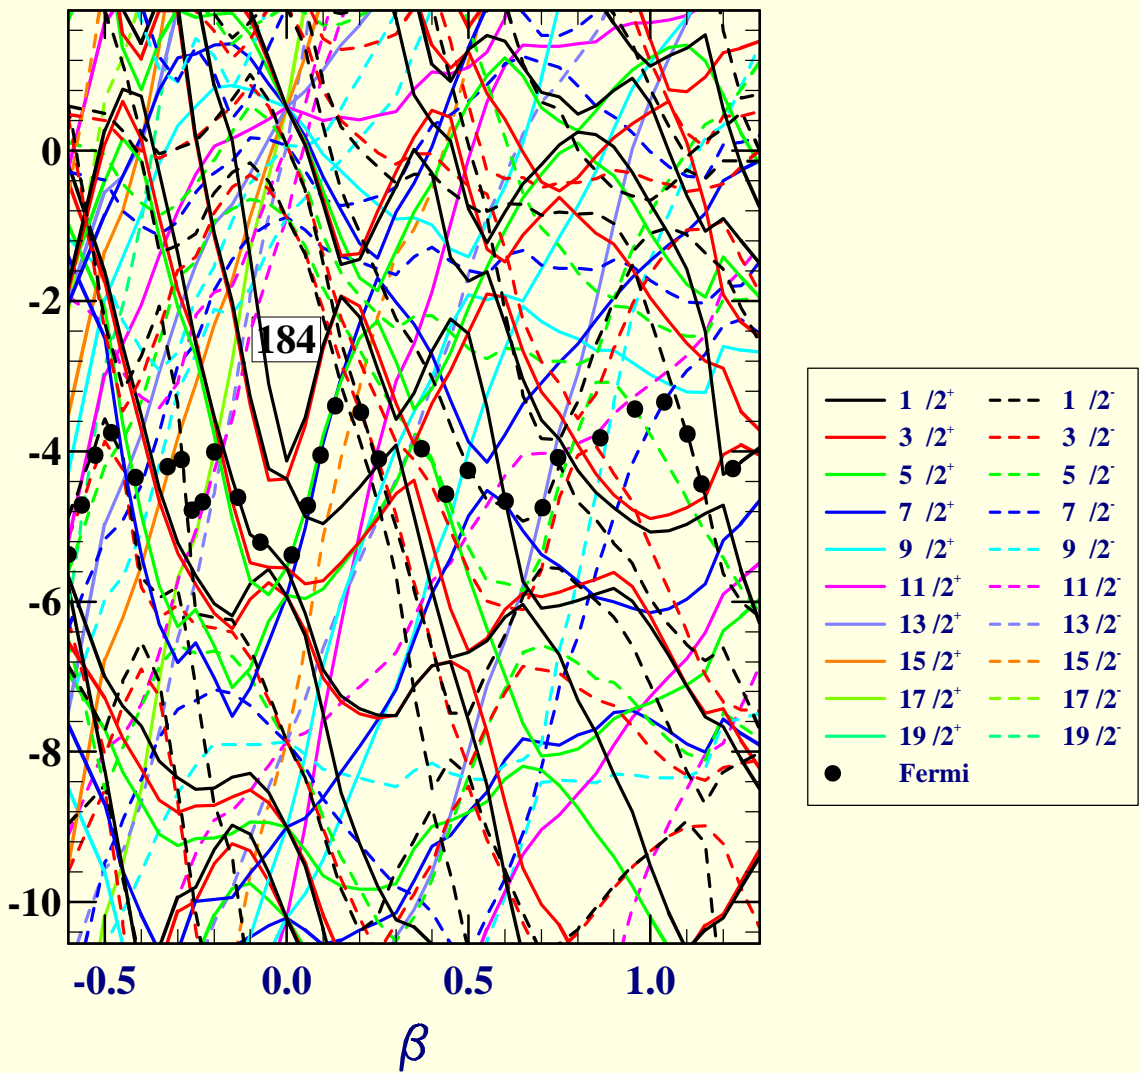 0
-2
184
-4
-6
-8
-10
-0.5 0.0 0.5 1.0
β
1 /2+ 1 /2-
3 /2+ 3 /2-
5 /2+ 5 /2-
7 /2+ 7 /2-
9 /2+ 9 /2-
11 /2+ 11 /2-
13 /2+ 13 /2-
15 /2+ 15 /2-
17 /2+ 17 /2-
19 /2+ 19 /2-
Fermi